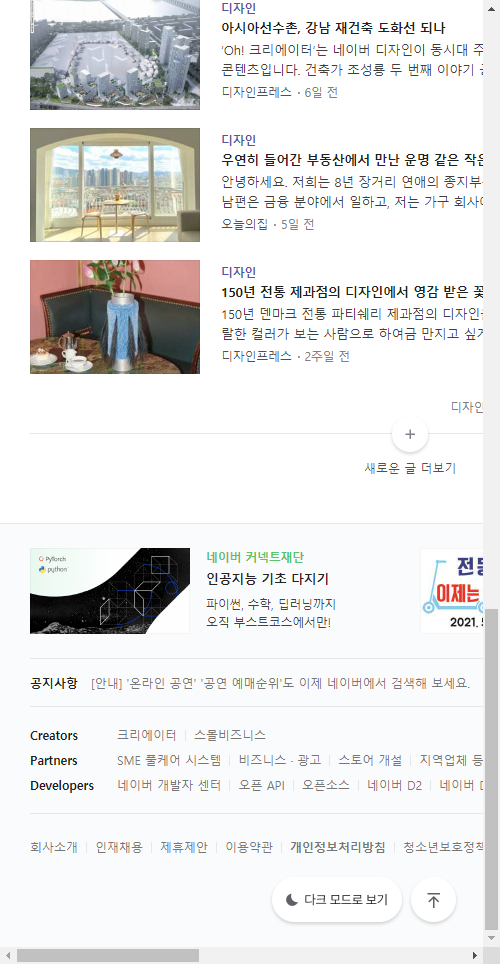 디자인
아시아선수촌, 강남 재건축 도화선 되나
'Oh! 크리에이터'는 네이버 디자인이 동시대 주
콘텐츠입니다. 건축가 조성룡 두 번째 이야기
디자인프레스 · 6일 전
디자인
우연히 들어간 부동산에서 만난 운명 같은 작은
안녕하세요. 저희는 8년 장거리 연애의 종지부
남편은 금융 분야에서 일하고, 저는 가구 회사에
오늘의집 · 5일 전
디자인
150년 전통 제과점의 디자인에서 영감 받은 꽃
150년 덴마크 전통 파티쉐리 제과점의 디자인
랄한 컬러가 보는 사람으로 하여금 만지고 싶게
디자인프레스 · 2주일 전
디자인
새로운 글 더보기
PyTorch
python
네이버 커넥트재단
인공지능 기초 다지기
파이썬, 수학, 딥러닝까지
오직 부스트코스에서만!
전동
이제는
2021.
공지사항 [안내] '온라인 공연' '공연 예매순위'도 이제 네이버에서 검색해 보세요.
Creators 크리에이터 스몰비즈니스
Partners SME 풀케어 시스템 비즈니스 · 광고 스토어 개설 지역업체 등
Developers 네이버 개발자 센터 오픈 API 오픈소스 네이버 D2 네이버 D
회사소개 인재채용 제휴제안 이용약관 개인정보처리방침 청소년보호정책
다크 모드로 보기